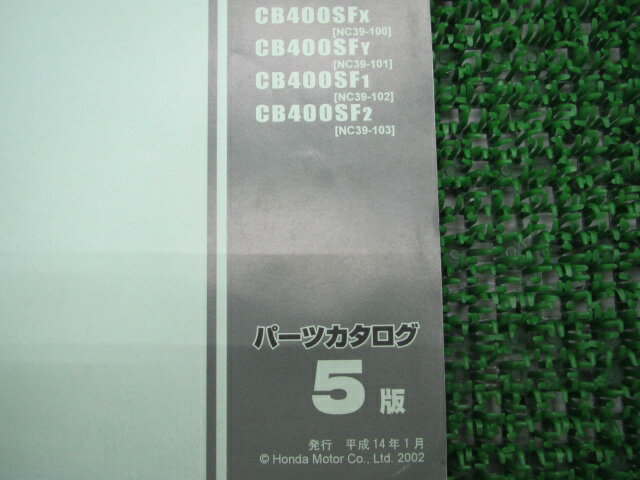 CB400SFX
[NC39-100]
CB400SFY
[NC39-101]
CB400SF1
[NC39-102]
CB400SF2
[NC39-103]
パーツカタログ
5版
発行 平成14年1月
© Honda Motor Co., Ltd. 2002